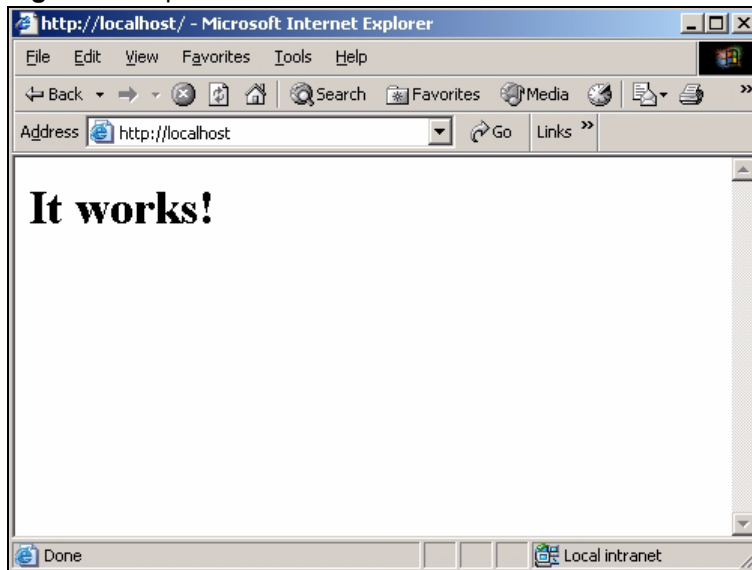 http://localhost/ - Microsoft Internet Explorer
File Edit View Favorites Tools Help
Back Search Favorites Media »
Address http://localhost Go Links »
It works!
Done Local intranet